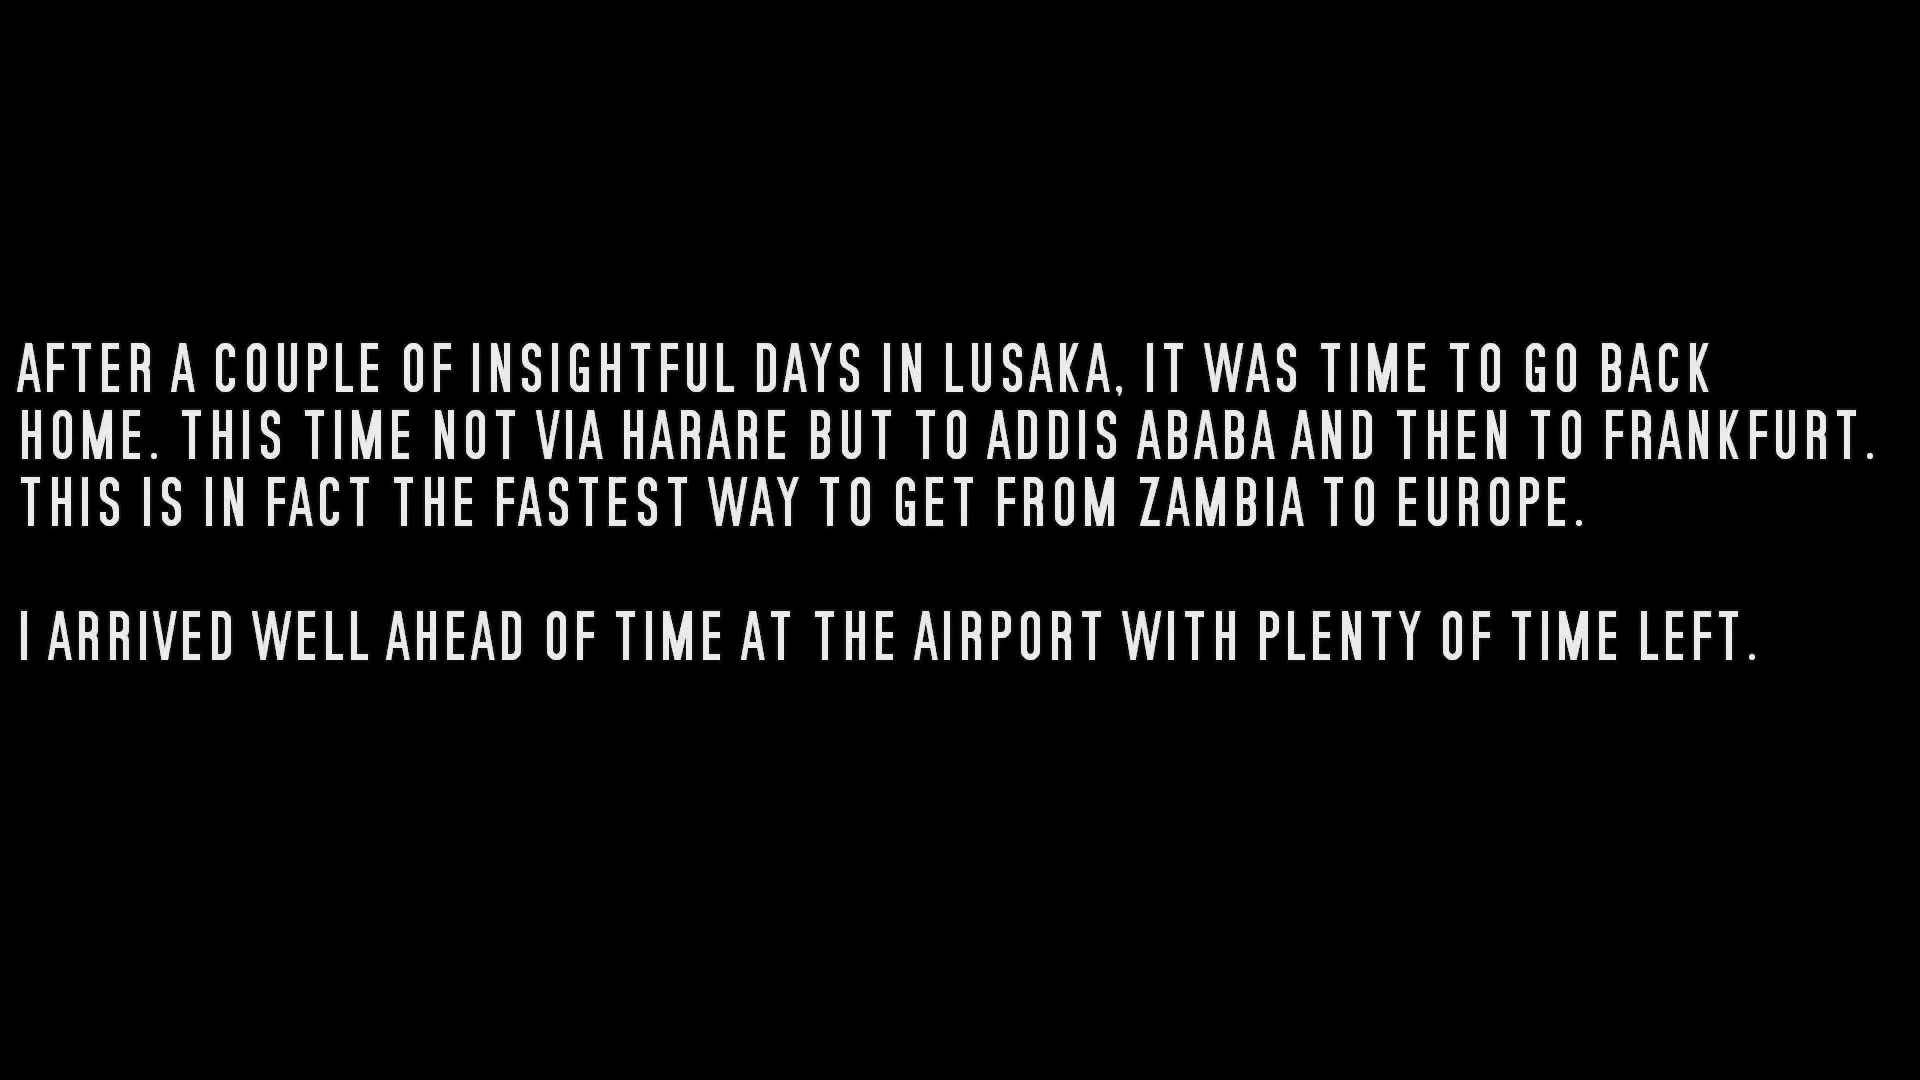 AFTER A COUPLE OF INSIGHTFUL DAYS IN LUSAKA, IT WAS TIME TO GO BACK
HOME. THIS TIME NOT VIA HARARE BUT TO ADDIS ABABA AND THEN TO FRANKFURT.
THIS IS IN FACT THE FASTEST WAY TO GET FROM ZAMBIA TO EUROPE.
I ARRIVED WELL AHEAD OF TIME AT THE AIRPORT WITH PLENTY OF TIME LEFT.